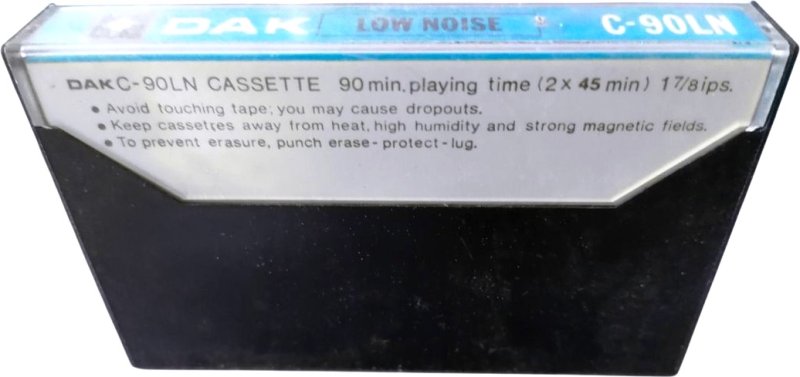 DAK LOW NOISE C-90LN
DAK C-90LN CASSETTE 90 min. playing time (2 x 45 min) 1 7/8 ips.
• Avoid touching tape; you may cause dropouts.
• Keep cassettes away from heat, high humidity and strong magnetic fields.
• To prevent erasure, punch erase-protect-lug.